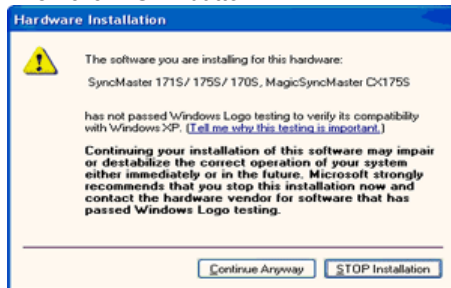 Hardware Installation
The software you are installing for this hardware:
SyncMaster 171S/ 175S/ 170S, MagicSyncMaster CX175S
has not passed Windows Logo testing to verify its compatibility
with Windows XP. (Tell me why this testing is important.)
Continuing your installation of this software may impair
or destabilize the correct operation of your system
either immediately or in the future. Microsoft strongly
recommends that you stop this installation now and
contact the hardware vendor for software that has
passed Windows Logo testing.
Continue Anyway
STOP Installation